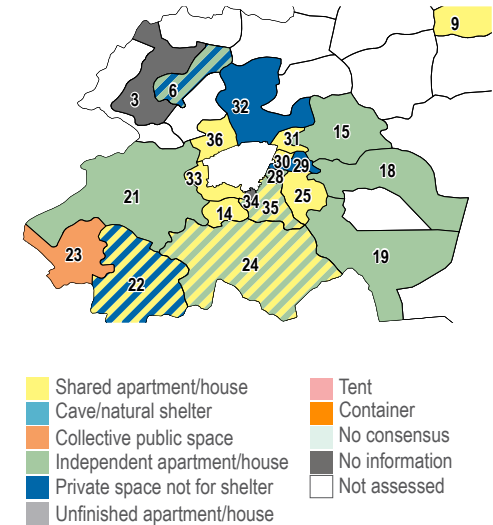 9
3
6
32
15
36
31
30
29
18
33
28
21
34
25
14
35
23
24
19
22
Shared apartment/house
Cave/natural shelter
Collective public space
Independent apartment/house
Private space not for shelter
Unfinished apartment/house
Tent
Container
No consensus
No information
Not assessed